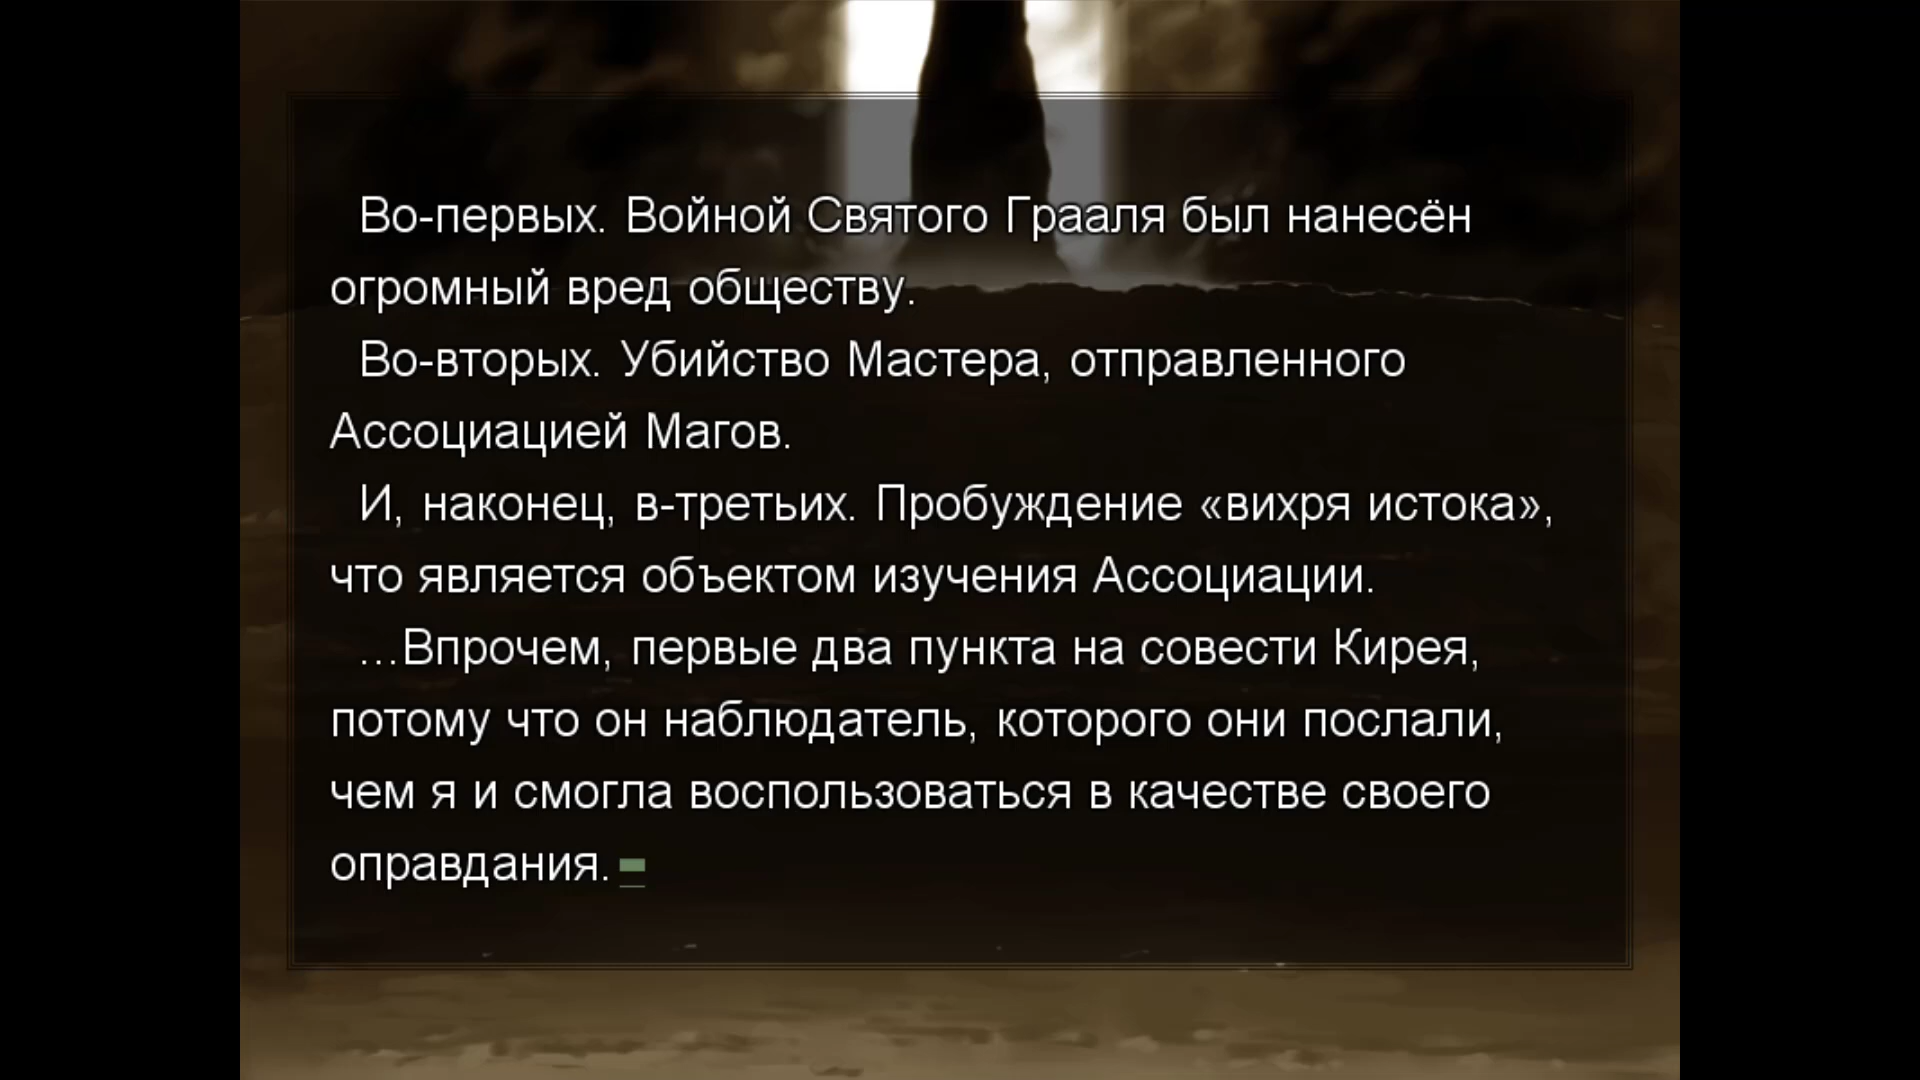 Во-первых. Войной Святого Грааля был нанесён
огромный вред обществу.
Во-вторых. Убийство Мастера, отправленного
Ассоциацией Магов.
И, наконец, в-третьих. Пробуждение «вихря истока»,
что является объектом изучения Ассоциации.
...Впрочем, первые два пункта на совести Кирея,
потому что он наблюдатель, которого они послали,
чем я и смогла воспользоваться в качестве своего
оправдания.